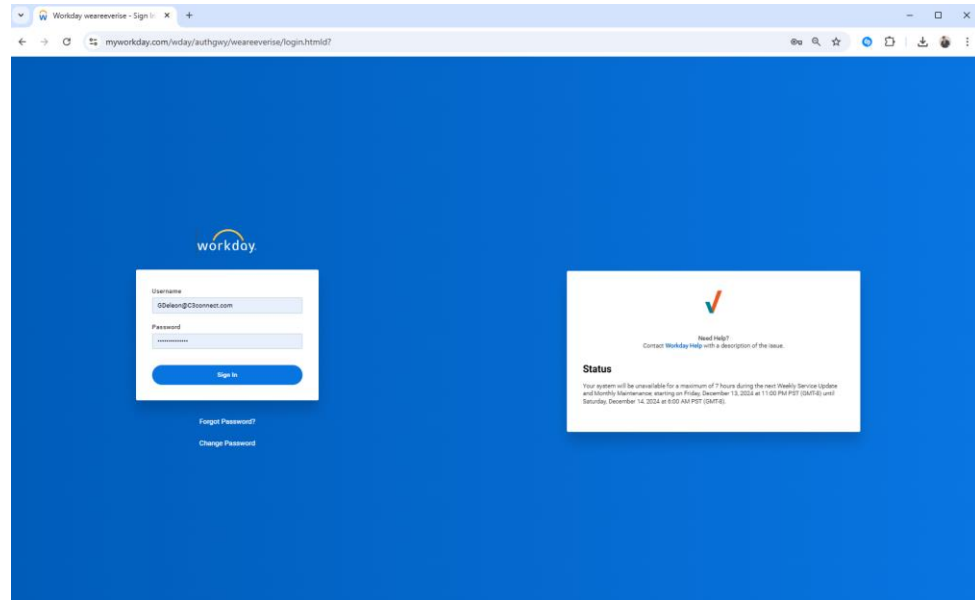 Workday weareeverise - Sign In
myworkday.com/wday/authgwy/weareeverise/login.htmld?
workday.
Username
GDeleon@C3connect.com
Password
Sign In
Forgot Password?
Change Password
Need Help?
Contact Workday Help with a description of the issue.
Status
Your system will be unavailable for a maximum of 7 hours during the next Weekly Service Update
and Monthly Maintenance; starting on Friday, December 13, 2024 at 11:00 PM PST (GMT-8) until
Saturday, December 14, 2024 at 6:00 AM PST (GMT-8).